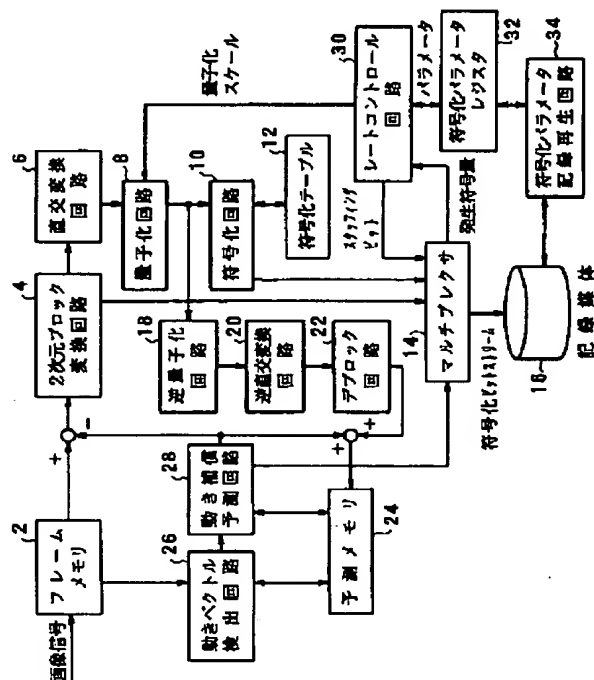 画像信号
2
フレーム
メモリ
4
2次元ブロック
変換回路
6
直交変換
回路
8
量子化回路
10
符号化回路
12
符号化テーブル
量子化
スケール
30
レートコントロール
回路
パラメータ
32
符号化パラメータ
レジスタ
34
符号化パラメータ
記録再生回路
スタッフィング
ビット
発生符号量
14
マルチプレクサ
符号化ビットストリーム
16
記録媒体
18
逆量子化
回路
20
逆直交変換
回路
22
デブロック
回路
24
予測メモリ
26
動きベクトル
検出回路
28
動き補償
予測回路
+
-
+
+